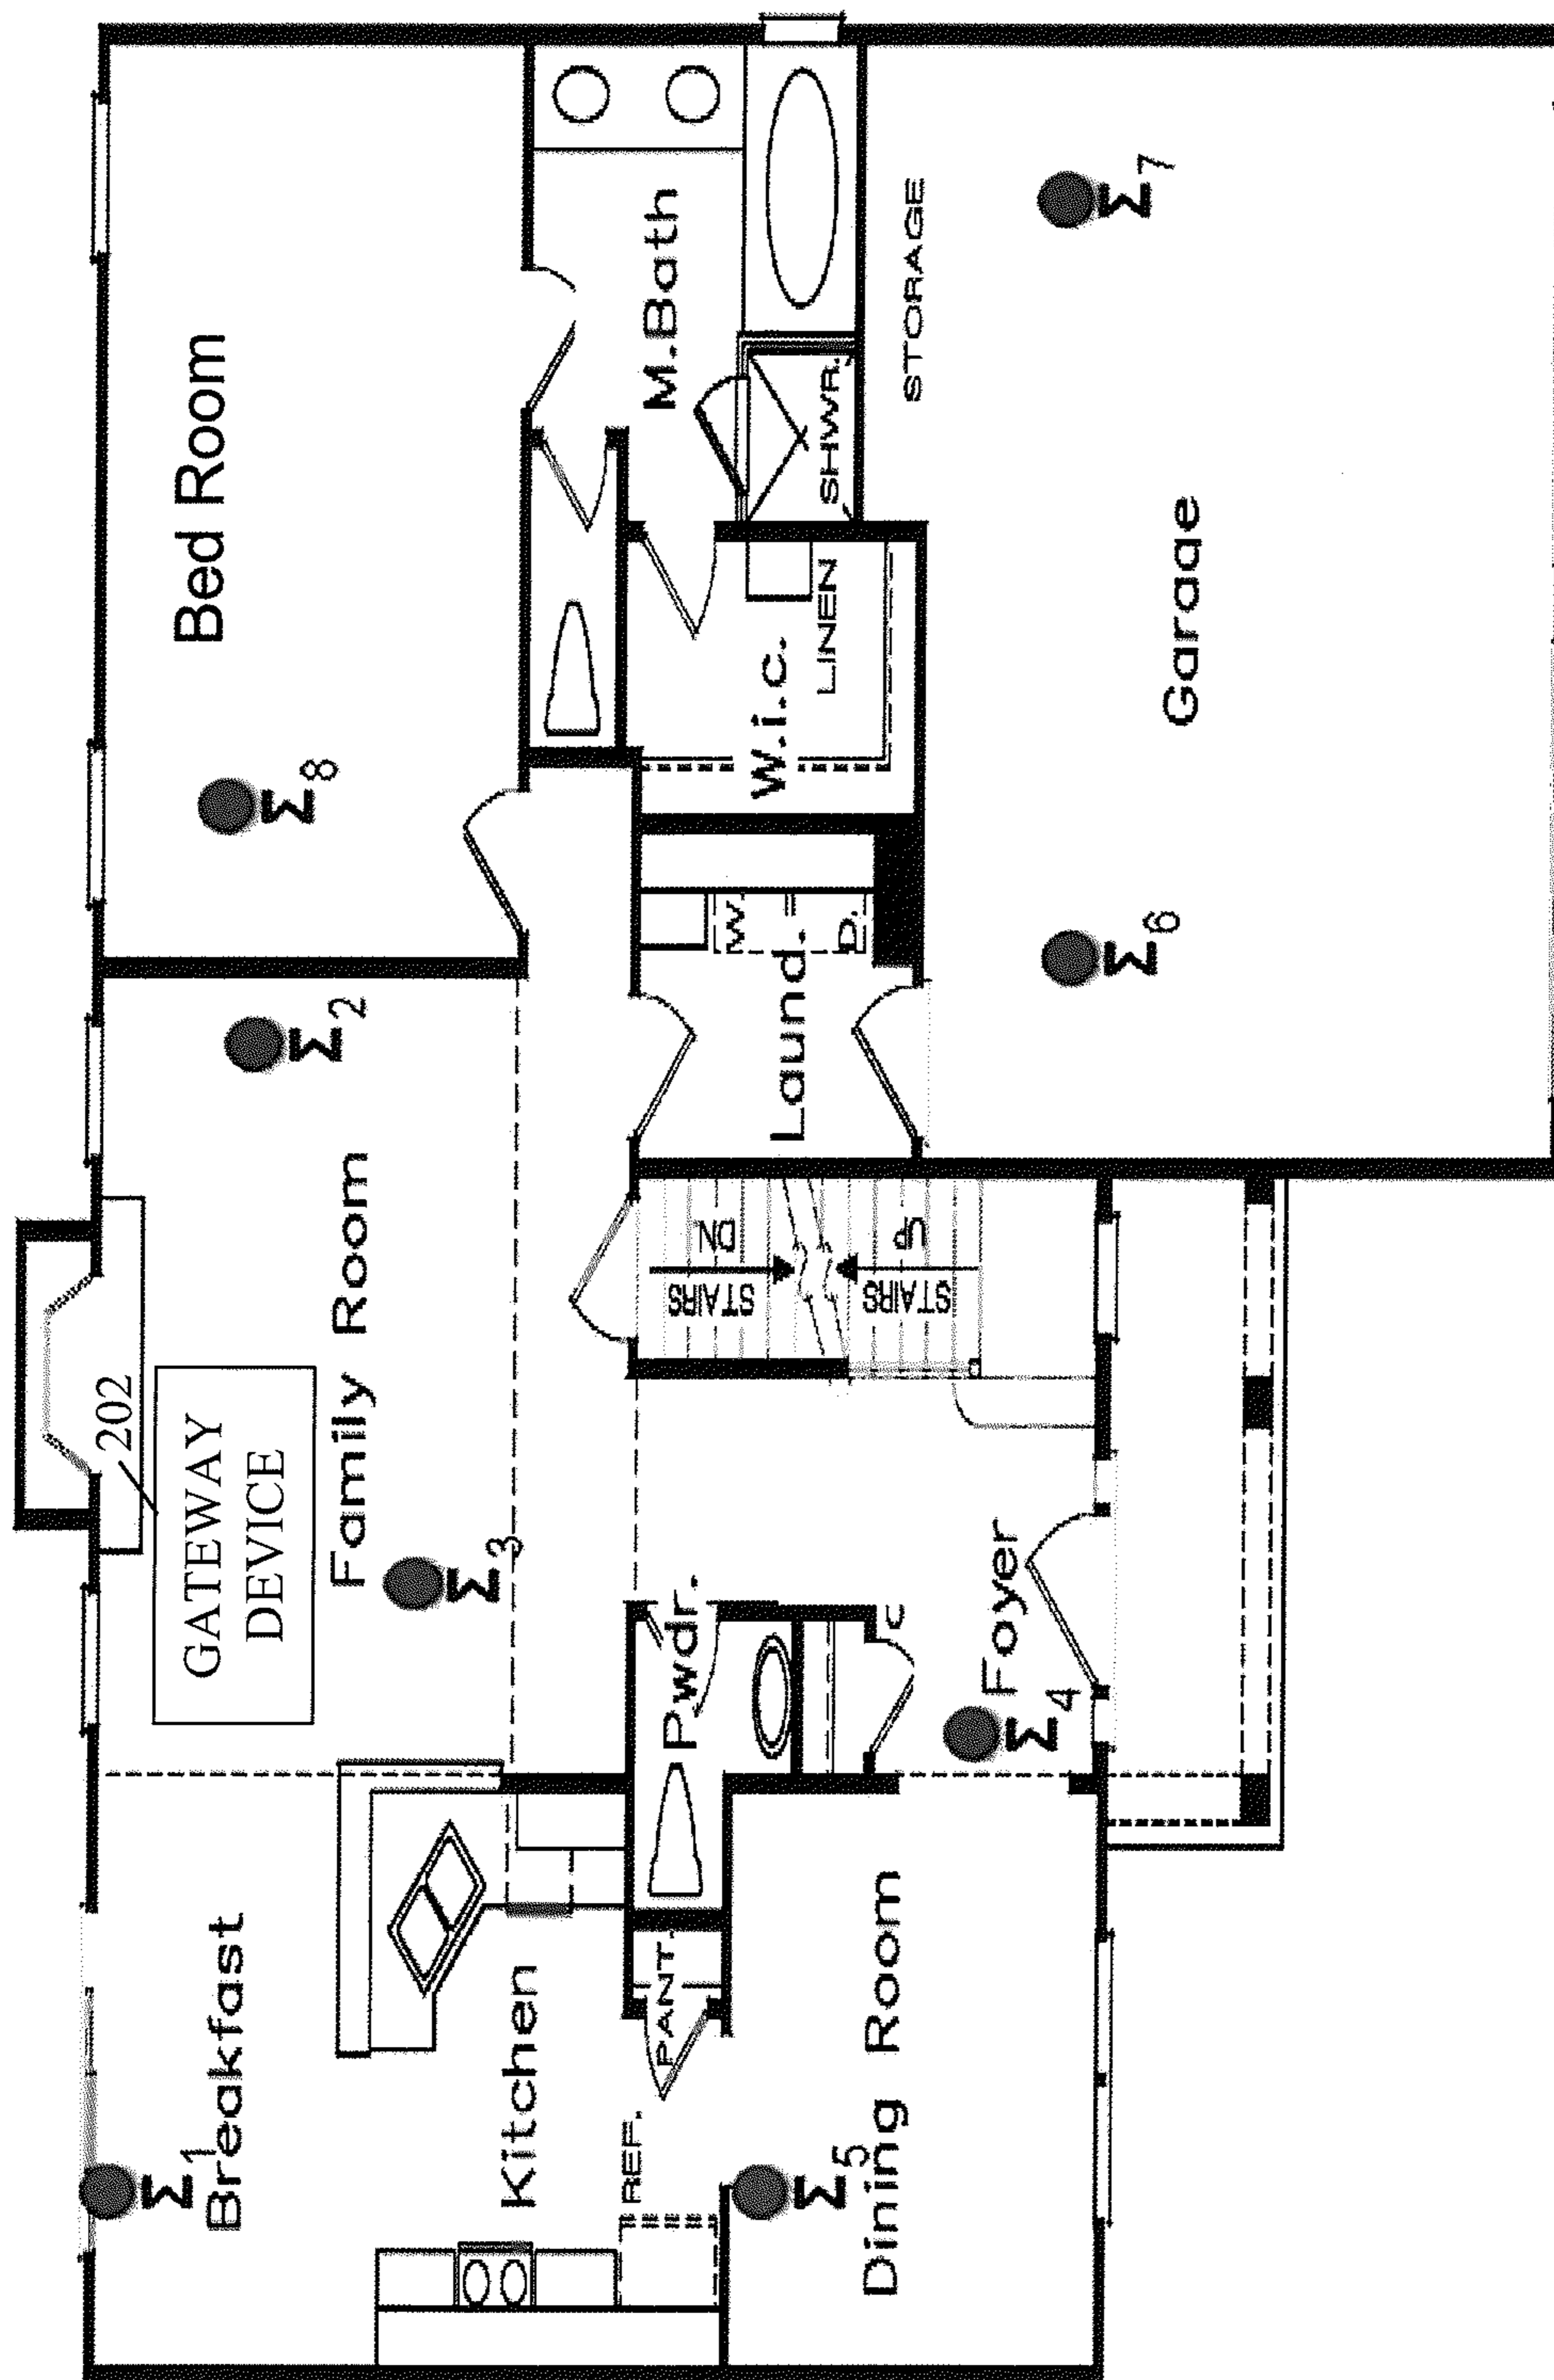 202
Σ1
Breakfast
GATEWAY
DEVICE
Bed Room
Σ8
Σ2
Family Room
Σ3
Kitchen
REF.
PANT.
Pwdr.
M.Bath
STAIRS
DN
W.
W.i.c.
Laund.
Σ5
LINEN
SHWR.
D.
Dining Room
C
STAIRS
UP
STORAGE
Foyer
Σ4
Σ6
Σ7
Garaae